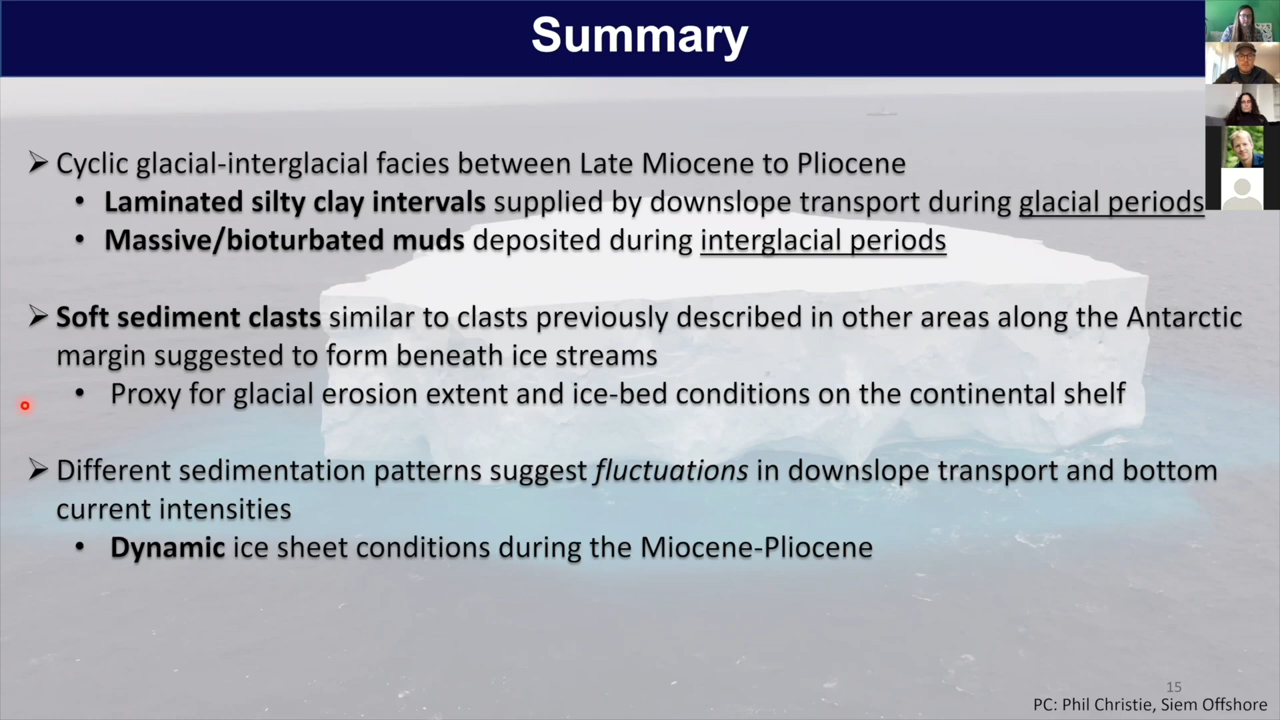 Summary
➢ Cyclic glacial-interglacial facies between Late Miocene to Pliocene
• Laminated silty clay intervals supplied by downslope transport during glacial periods
• Massive/bioturbated muds deposited during interglacial periods
➢ Soft sediment clasts similar to clasts previously described in other areas along the Antarctic
margin suggested to form beneath ice streams
• Proxy for glacial erosion extent and ice-bed conditions on the continental shelf
➢ Different sedimentation patterns suggest fluctuations in downslope transport and bottom
current intensities
• Dynamic ice sheet conditions during the Miocene-Pliocene
15
PC: Phil Christie, Siem Offshore